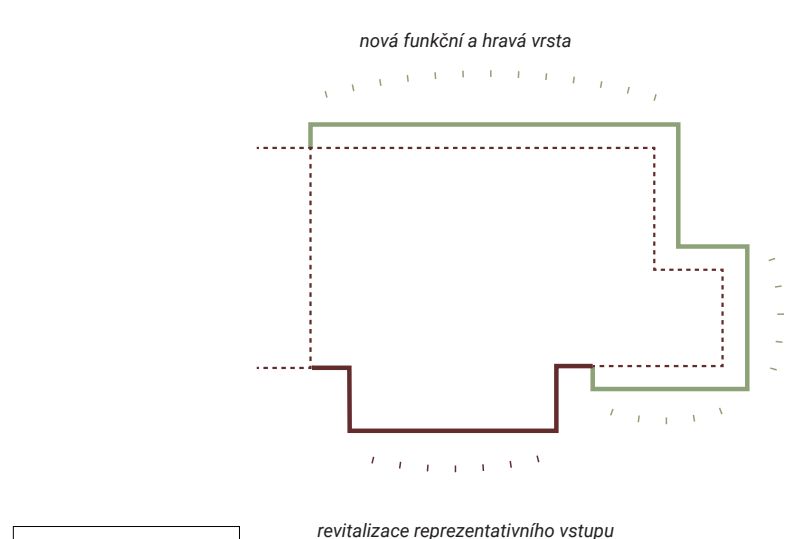 nová funkční a hravá vrsta
revitalizace reprezentativního vstupu